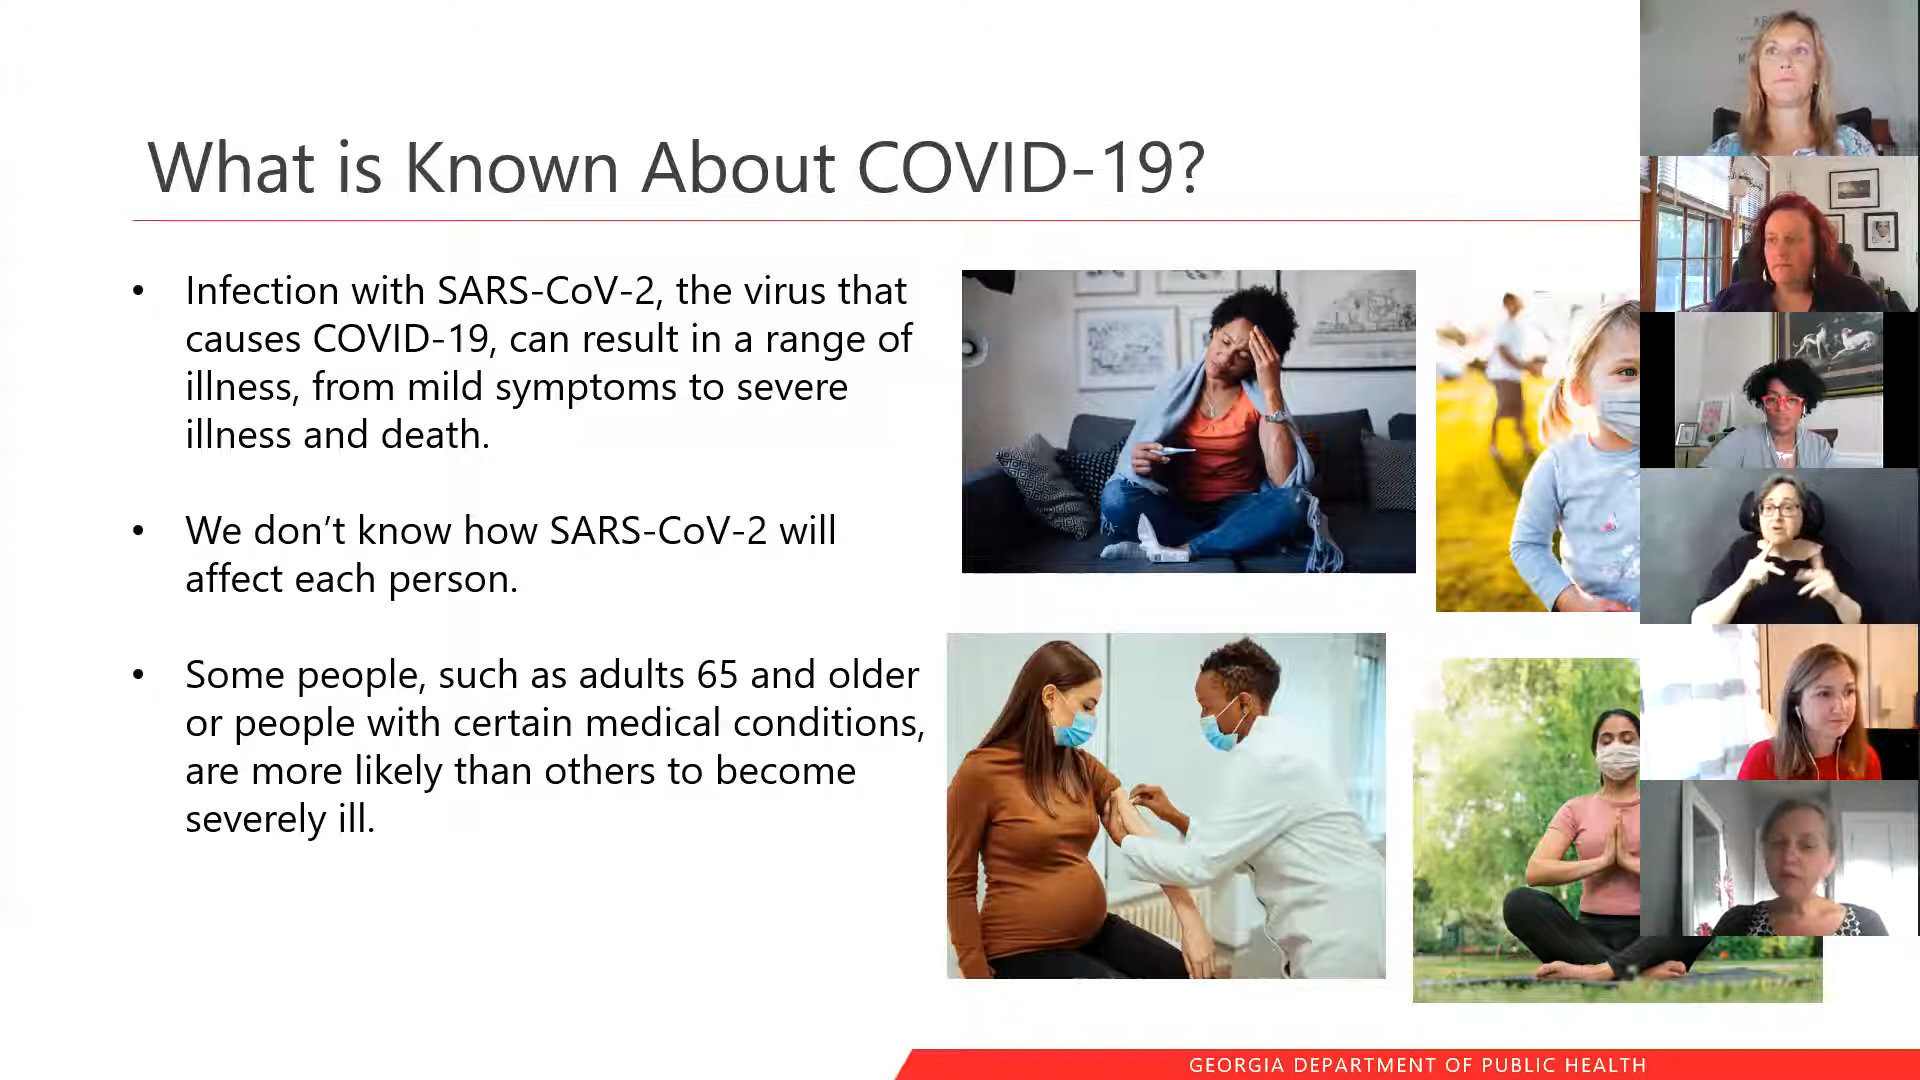 What is Known About COVID-19?
• Infection with SARS-CoV-2, the virus that
causes COVID-19, can result in a range of
illness, from mild symptoms to severe
illness and death.
• We don’t know how SARS-CoV-2 will
affect each person.
• Some people, such as adults 65 and older
or people with certain medical conditions,
are more likely than others to become
severely ill.
GEORGIA DEPARTMENT OF PUBLIC HEALTH